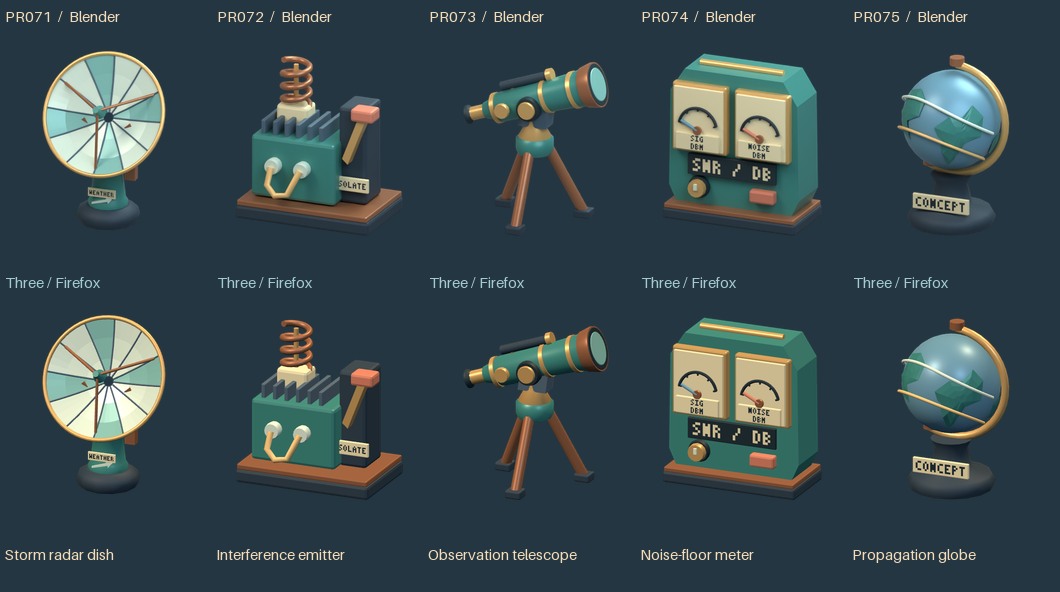 PR071 / Blender
PR072 / Blender
PR073 / Blender
PR074 / Blender
PR075 / Blender
WEATHER
SOLATE
SIG
DBM
NOISE
DBM
SWR / DB
CONCEPT
Three / Firefox
Three / Firefox
Three / Firefox
Three / Firefox
Three / Firefox
WEATHER
SOLATE
SIG
DBM
NOISE
DBM
SWR / DB
CONCEPT
Storm radar dish
Interference emitter
Observation telescope
Noise-floor meter
Propagation globe